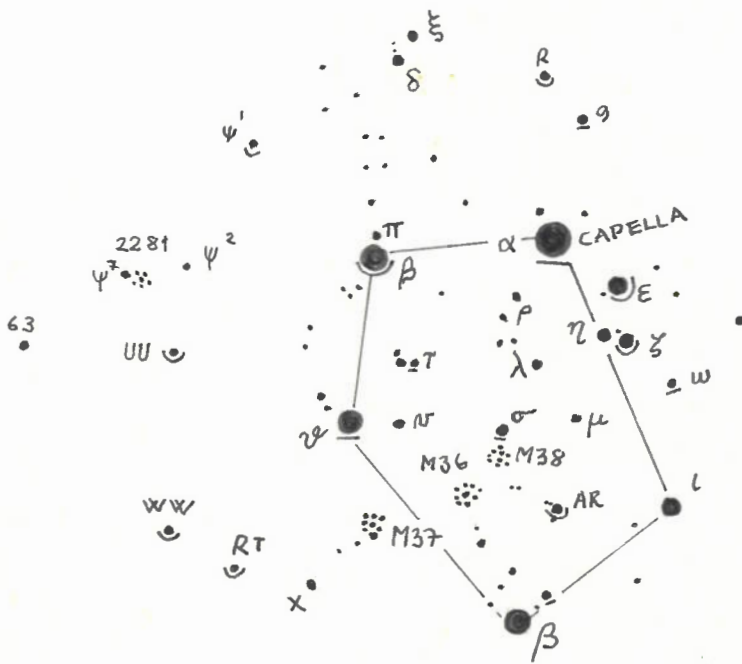 ξ
δ
R
ψ¹
9
2281
ψ²
π
α CAPELLA
ψ⁷
β
ε
63
ρ
η
ζ
UU
τ
λ
ω
ϑ
ν
σ
μ
M36
M38
ι
WW
AR
RT
M37
χ
β